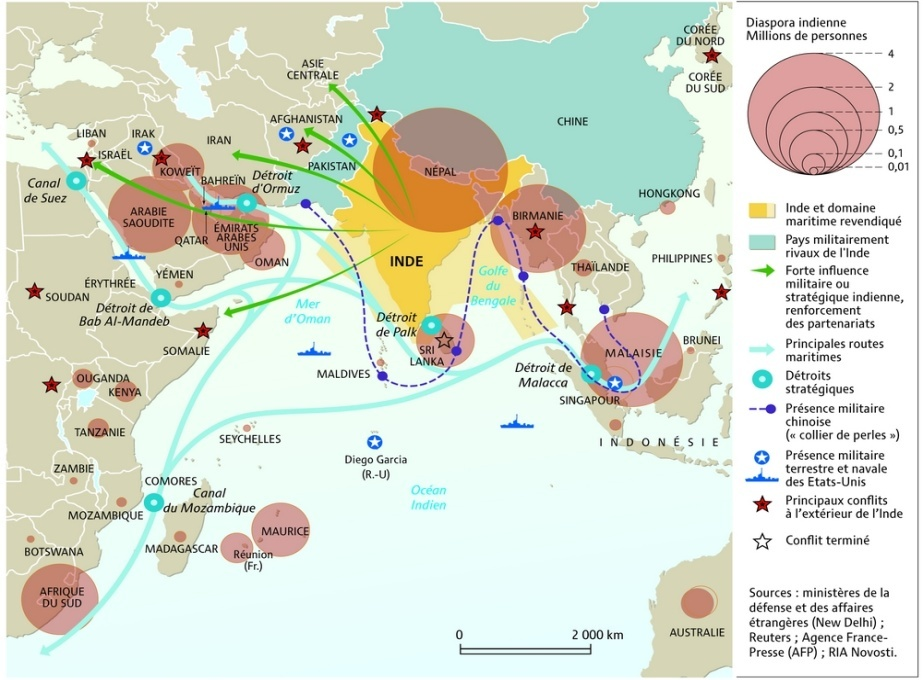 CORÉE
DU NORD
CORÉE
DU SUD
ASIE
CENTRALE
AFGHANISTAN
CHINE
LIBAN
IRAK
IRAN
ISRAËL
PAKISTAN
NÉPAL
KOWEÏT
BAHREÏN
Détroit
d'Ormuz
Canal
de Suez
HONGKONG
ARABIE
SAOUDITE
ÉMIRATS
ARABES
UNIS
BIRMANIE
QATAR
OMAN
INDE
THAÏLANDE
PHILIPPINES
YÉMEN
ÉRYTHRÉE
Golfe
du
Bengale
SOUDAN
Détroit de
Bab Al-Mandeb
Mer
d'Oman
Détroit
de Palk
SOMALIE
SRI
LANKA
MALAISIE
BRUNEI
MALDIVES
Détroit de
Malacca
OUGANDA
KENYA
SINGAPOUR
TANZANIE
SEYCHELLES
INDONÉSIE
Diego Garcia
(R.-U)
ZAMBIE
COMORES
Canal
du Mozambique
Océan
Indien
MOZAMBIQUE
MAURICE
BOTSWANA
MADAGASCAR
Réunion
(Fr.)
AFRIQUE
DU SUD
AUSTRALIE
0
2 000 km
Diaspora indienne
Millions de personnes
4
2
1
0,5
0,1
0,01
Inde et domaine
maritime revendiqué
Pays militairement
rivaux de l'Inde
Forte influence
militaire ou
stratégique indienne,
renforcement
des partenariats
Principales routes
maritimes
Détroits
stratégiques
Présence militaire
chinoise
(« collier de perles »)
Présence militaire
terrestre et navale
des Etats-Unis
Principaux conflits
à l'extérieur de l'Inde
Conflit terminé
Sources : ministères de la
défense et des affaires
étrangères (New Delhi) ;
Reuters ; Agence France-
Presse (AFP) ; RIA Novosti.